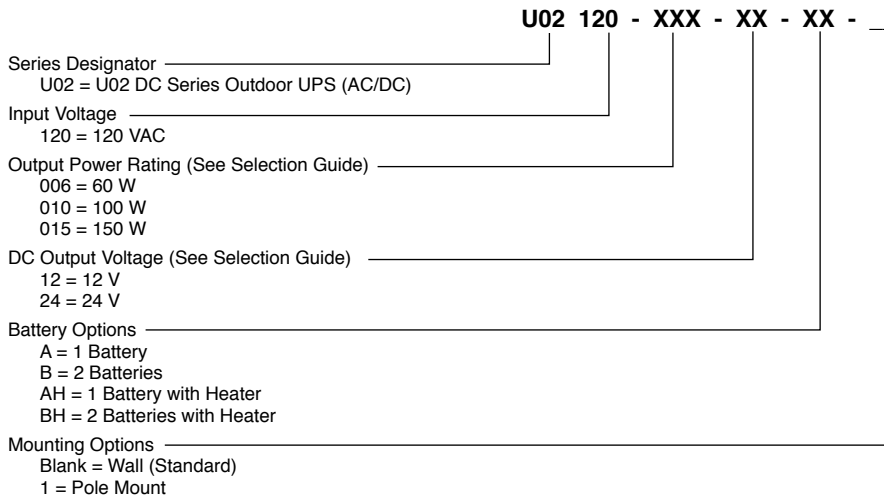 U02 120 - XXX - XX - XX - _
Series Designator
U02 = U02 DC Series Outdoor UPS (AC/DC)
Input Voltage
120 = 120 VAC
Output Power Rating (See Selection Guide)
006 = 60 W
010 = 100 W
015 = 150 W
DC Output Voltage (See Selection Guide)
12 = 12 V
24 = 24 V
Battery Options
A = 1 Battery
B = 2 Batteries
AH = 1 Battery with Heater
BH = 2 Batteries with Heater
Mounting Options
Blank = Wall (Standard)
1 = Pole Mount